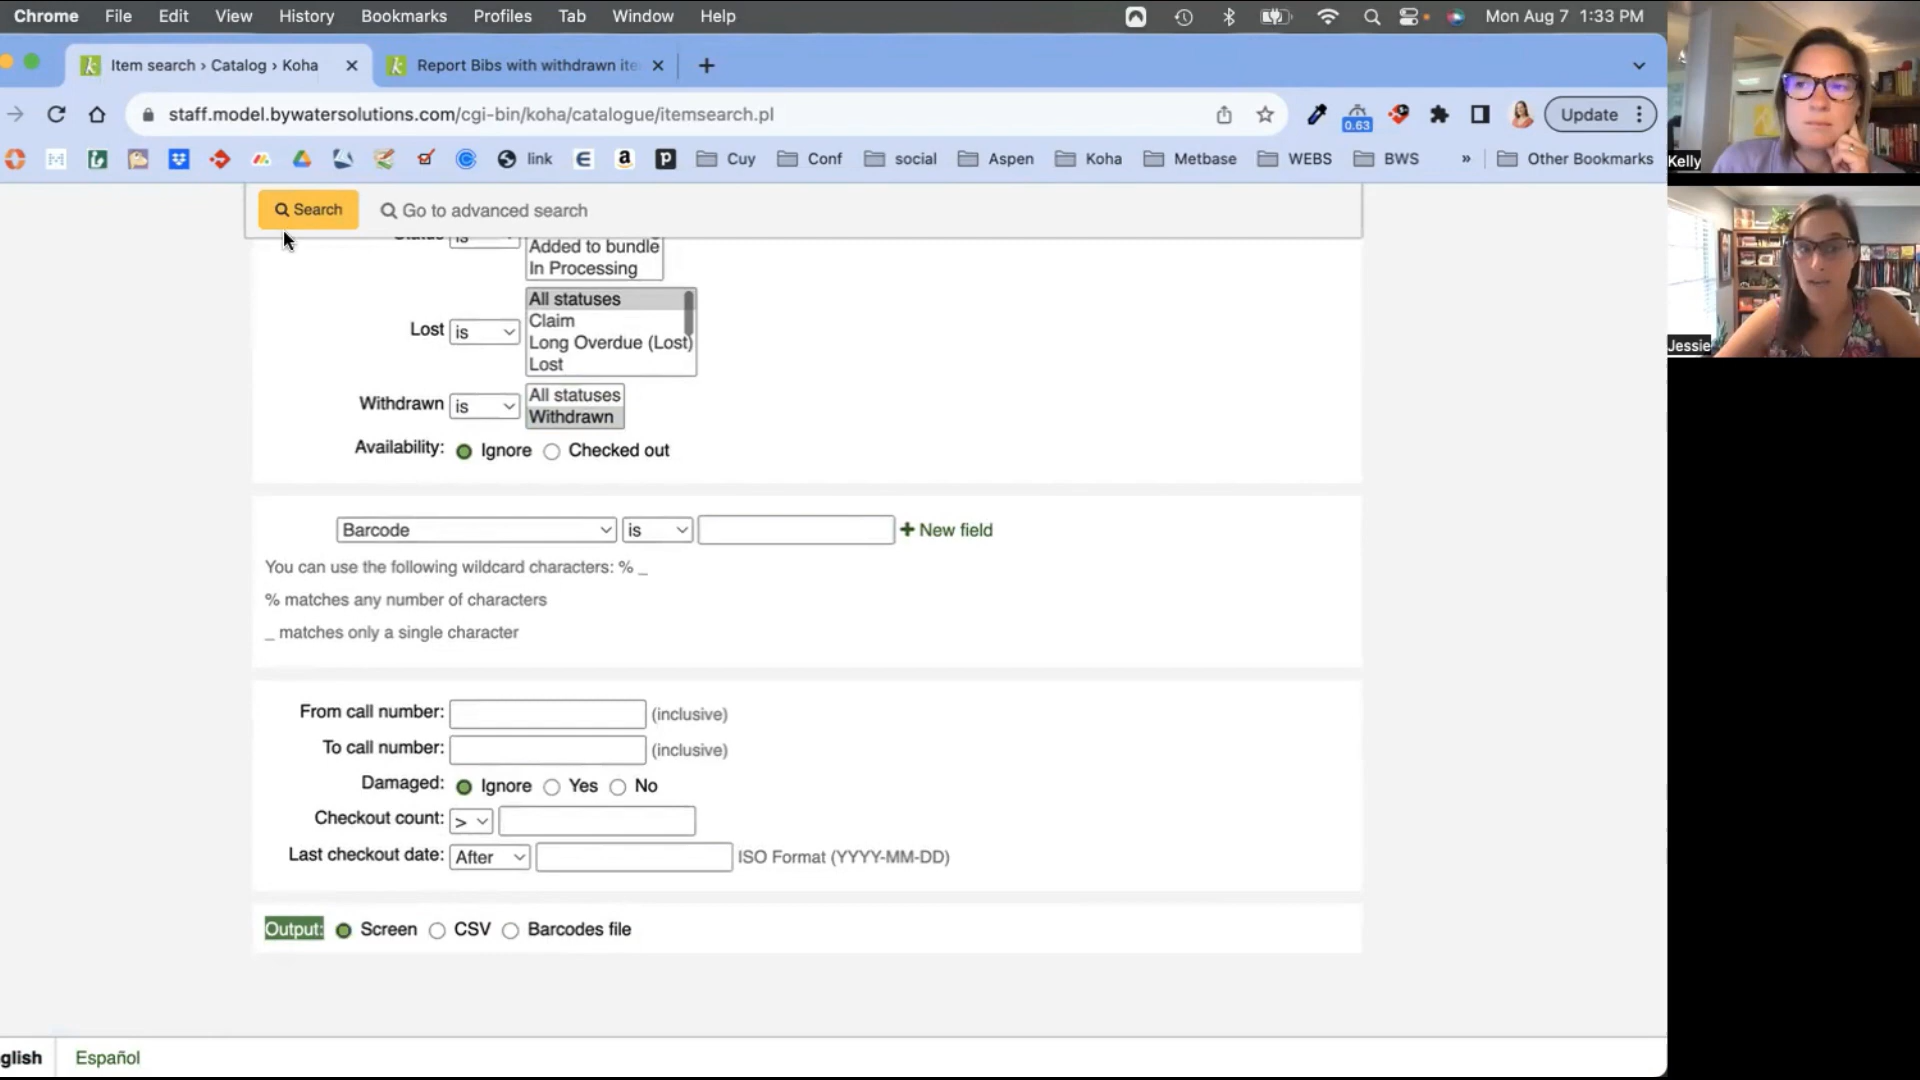 Chrome File Edit View History Bookmarks Profiles Tab Window Help Mon Aug 7 1:33 PM
Item search › Catalog › Koha Report Bibs with withdrawn ite
staff.model.bywatersolutions.com/cgi-bin/koha/catalogue/itemsearch.pl 0.63 Update
link Cuy Conf social Aspen Koha Metbase WEBS BWS » Other Bookmarks
Kelly
Jessie
Search Go to advanced search
Status is
Added to bundle
In Processing
Lost is
All statuses
Claim
Long Overdue (Lost)
Lost
Withdrawn is
All statuses
Withdrawn
Availability: Ignore Checked out
Barcode is + New field
You can use the following wildcard characters: % _
% matches any number of characters
_ matches only a single character
From call number: (inclusive)
To call number: (inclusive)
Damaged: Ignore Yes No
Checkout count: >
Last checkout date: After ISO Format (YYYY-MM-DD)
Output: Screen CSV Barcodes file
glish Español